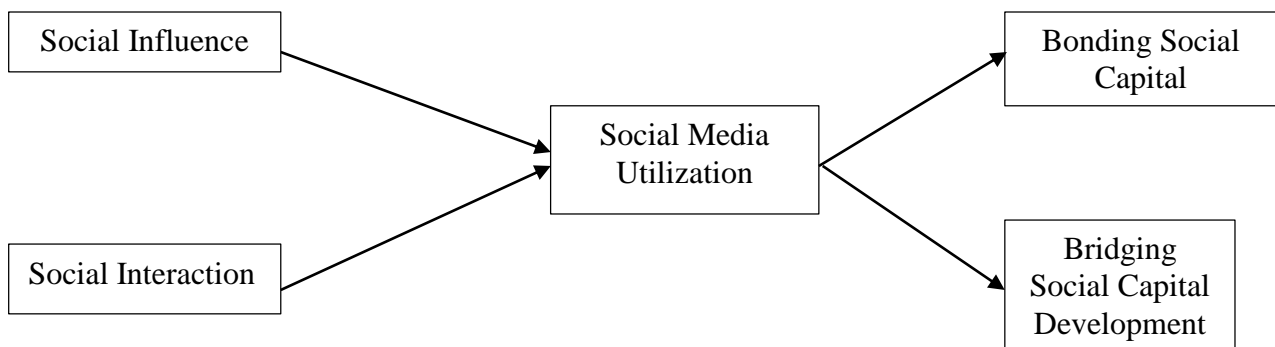 Social Influence
Social Interaction
Social Media
Utilization
Bonding Social
Capital
Bridging
Social Capital
Development